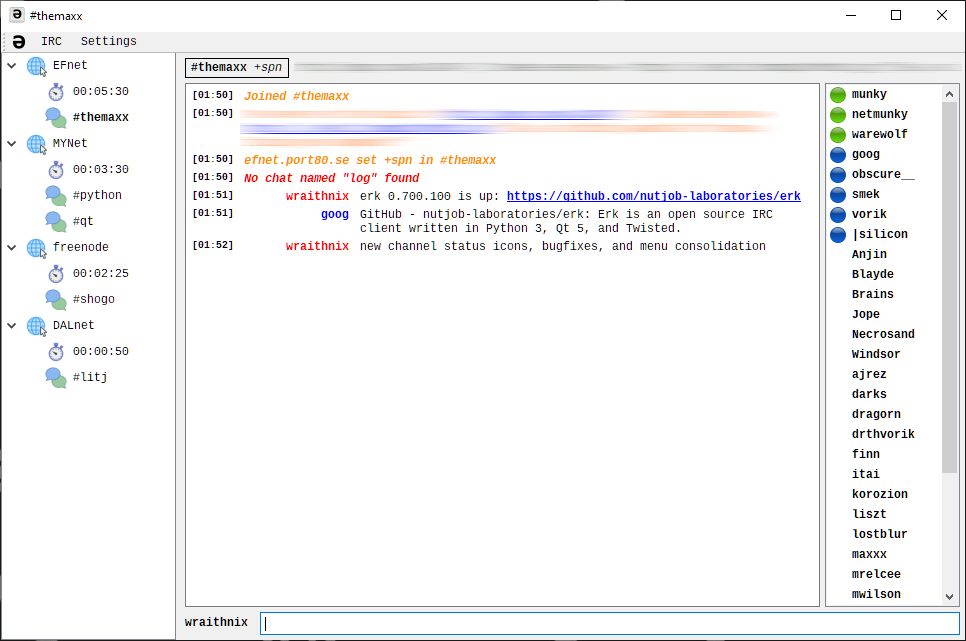 #themaxx
IRC Settings
EFnet
00:05:30
#themaxx
MYNet
00:03:30
#python
#qt
freenode
00:02:25
#shogo
DALnet
00:00:50
#litj
#themaxx +spn
[01:50] Joined #themaxx
[01:50]
[01:50] efnet.port80.se set +spn in #themaxx
[01:50] No chat named "log" found
[01:51] wraithnix erk 0.700.100 is up: https://github.com/nutjob-laboratories/erk
[01:51] goog GitHub - nutjob-laboratories/erk: Erk is an open source IRC
client written in Python 3, Qt 5, and Twisted.
[01:52] wraithnix new channel status icons, bugfixes, and menu consolidation
munky
netmunky
warewolf
goog
obscure__
smek
vorik
|silicon
Anjin
Blayde
Brains
Jope
Necrosand
Windsor
ajrez
darks
dragorn
drthvorik
finn
itai
korozion
liszt
lostblur
maxxx
mrelcee
mwilson
wraithnix